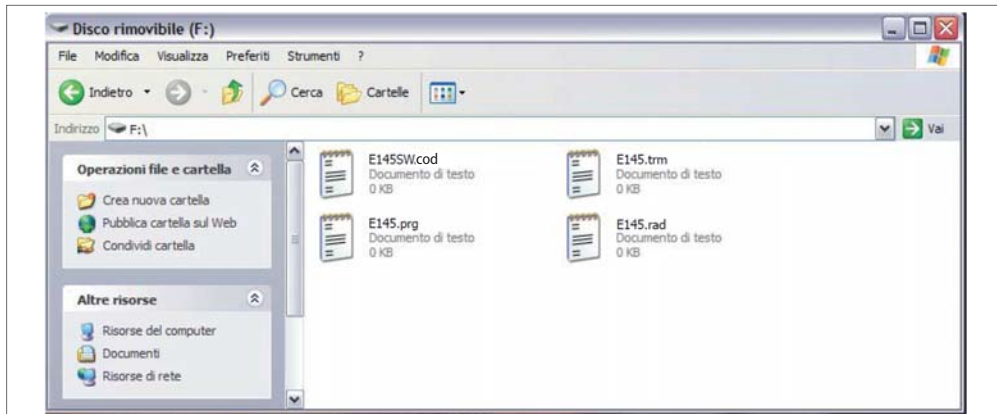 Disco rimovibile (F:)
File Modifica Visualizza Preferiti Strumenti ?
Indietro Cerca Cartelle
Indirizzo F:\ Vai
Operazioni file e cartella
Crea nuova cartella
Pubblica cartella sul Web
Condividi cartella
Altre risorse
Risorse del computer
Documenti
Risorse di rete
E145SW.cod
Documento di testo
0 KB
E145.trm
Documento di testo
0 KB
E145.prg
Documento di testo
0 KB
E145.rad
Documento di testo
0 KB